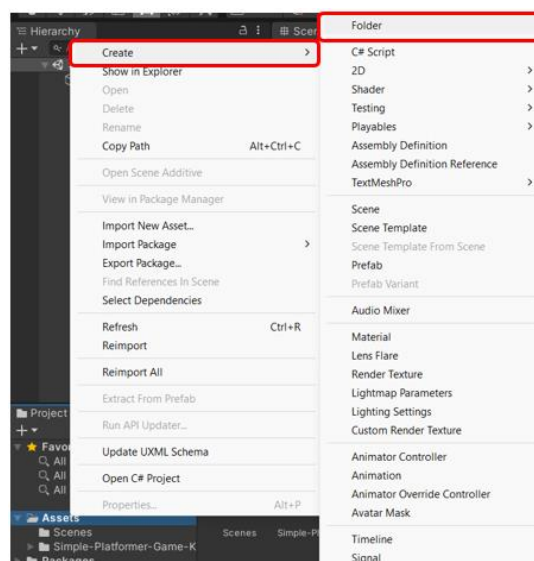 Hierarchy
Scen
Create
Show in Explorer
Open
Delete
Rename
Copy Path Alt+Ctrl+C
Open Scene Additive
View in Package Manager
Import New Asset...
Import Package
Export Package...
Find References In Scene
Select Dependencies
Refresh Ctrl+R
Reimport
Reimport All
Extract From Prefab
Run API Updater...
Update UXML Schema
Open C# Project
Properties... Alt+P
Folder
C# Script
2D
Shader
Testing
Playables
Assembly Definition
Assembly Definition Reference
TextMeshPro
Scene
Scene Template
Scene Template From Scene
Prefab
Prefab Variant
Audio Mixer
Material
Lens Flare
Render Texture
Lightmap Parameters
Lighting Settings
Custom Render Texture
Animator Controller
Animation
Animator Override Controller
Avatar Mask
Timeline
Signal
Project
Favo
All
All
All
Assets
Scenes
Simple-Platformer-Game-K
Packages
Scenes Simple-Pl